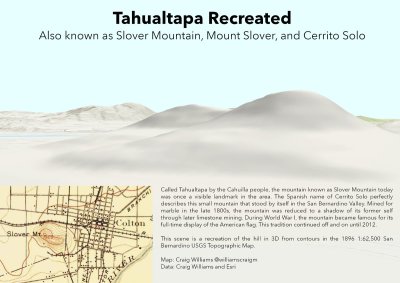 Tahualtapa Recreated
Also known as Slover Mountain, Mount Slover, and Cerrito Solo
Called Tahualtapa by the Cahuilla people, the mountain known as Slover Mountain today
was once a visible landmark in the area. The Spanish name of Cerrito Solo perfectly
describes this small mountain that stood by itself in the San Bernardino Valley. Mined for
marble in the late 1800s, the mountain was reduced to a shadow of its former self
through later limestone mining. During World War I, the mountain became famous for its
full-time display of the American flag. This tradition continued off and on until 2012.
This scene is a recreation of the hill in 3D from contours in the 1896 1:62,500 San
Bernardino USGS Topographic Map.
Map: Craig Williams @williamscraigm
Data: Craig Williams and Esri
Colton
Slover Mt.